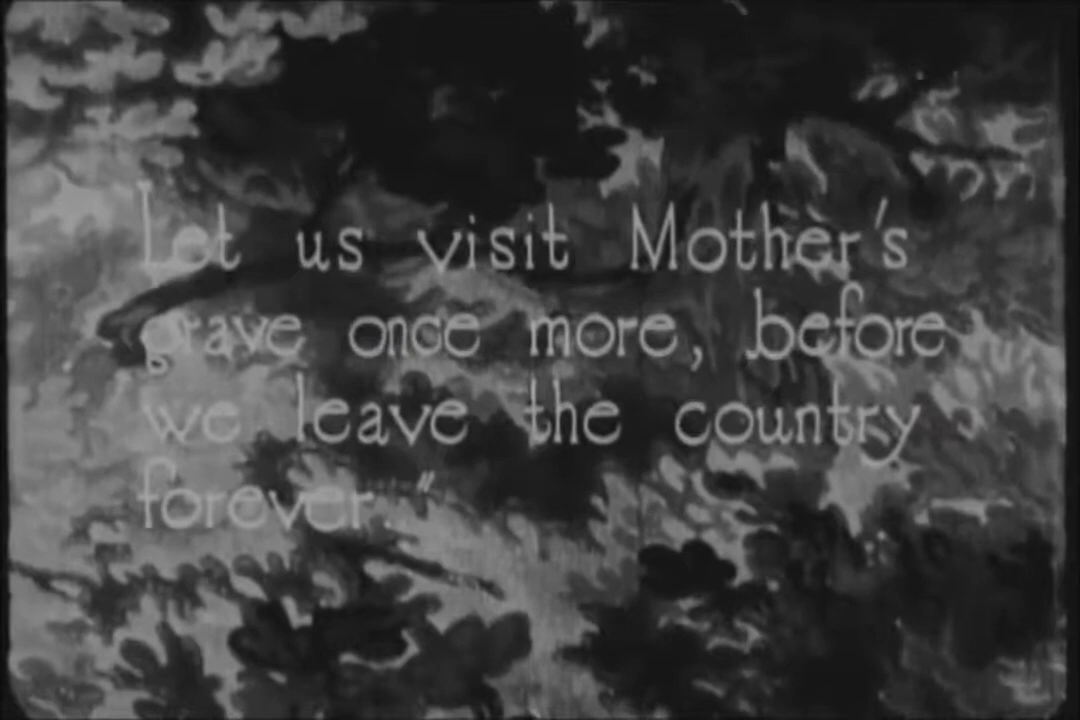 Let us visit Mother's
grave once more, before
we leave the country
forever."